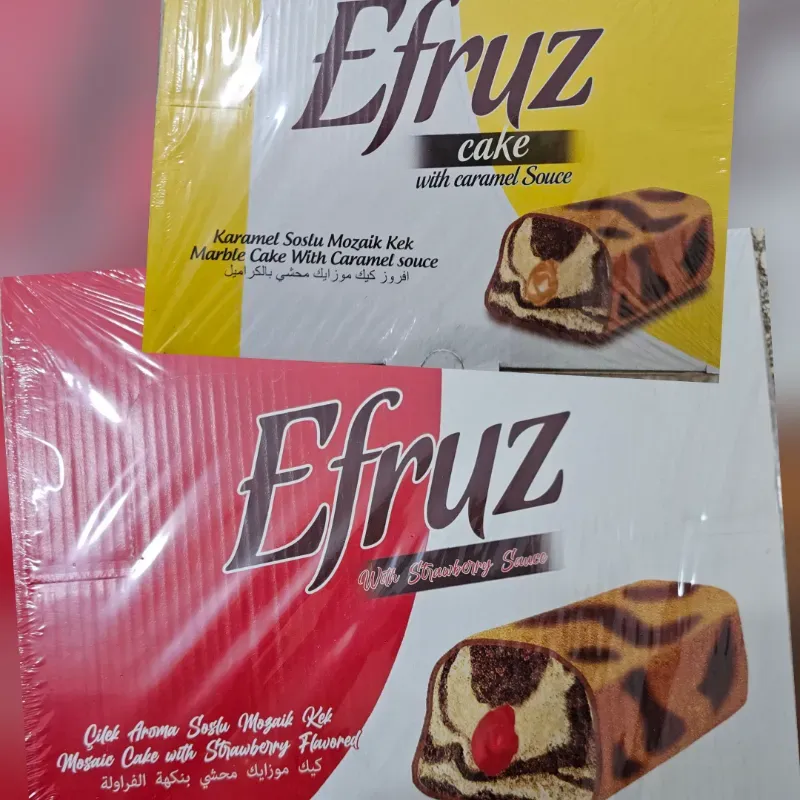 Efruz
cake
with caramel Souce
Karamel Soslu Mozaik Kek
Marble Cake With Caramel souce
افروز كيك موزايك محشي بالكراميل
Efruz
With Strawberry Sauce
Çilek Aroma Soslu Mozaik Kek
Mosaic Cake with Strawberry Flavored
كيك موزايك محشي بنكهة الفراولة